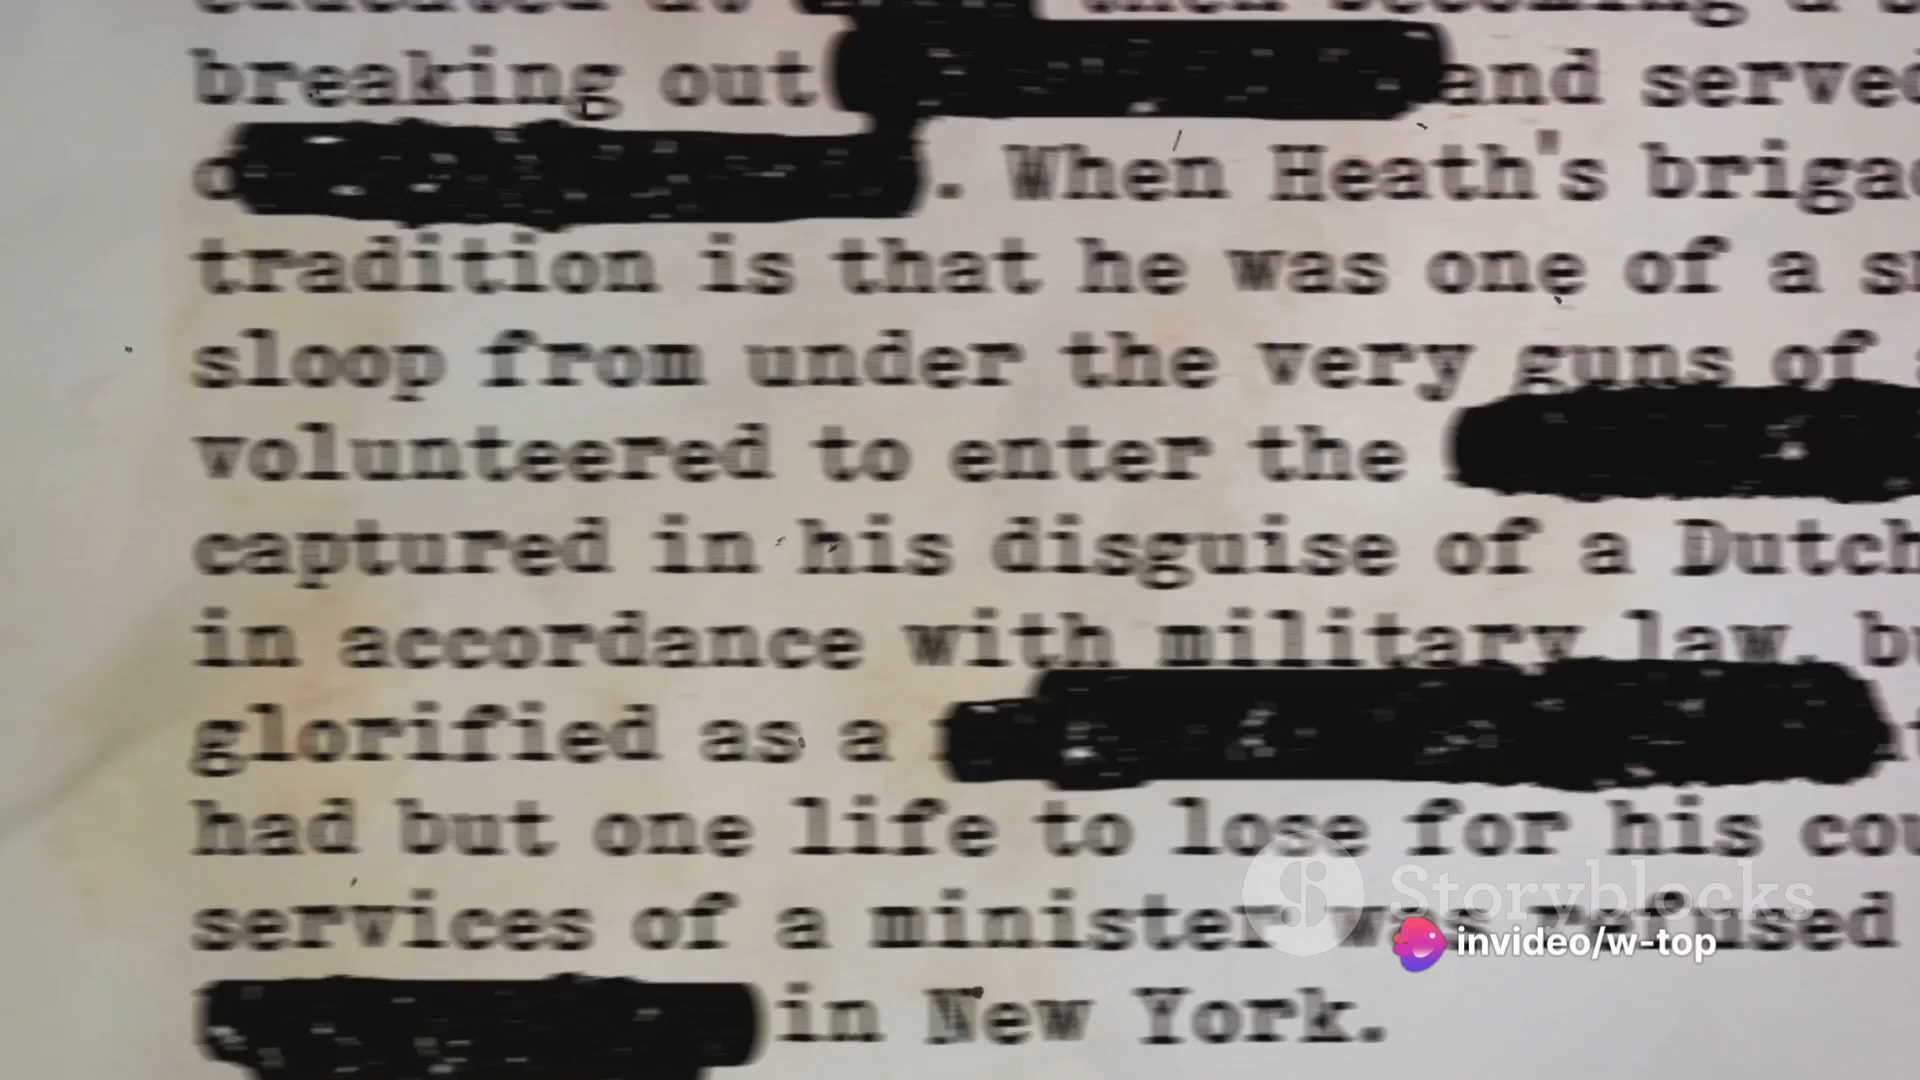 breaking out and served
. When Heath's
tradition is that he was one of a
sloop from under the very guns of
volunteered to enter the
captured in his disguise of a Dutch
in accordance with military law,
glorified as a
had but one life to lose for his
services of a minister was refused
in New York.
Storyblocks
invideo/w-top